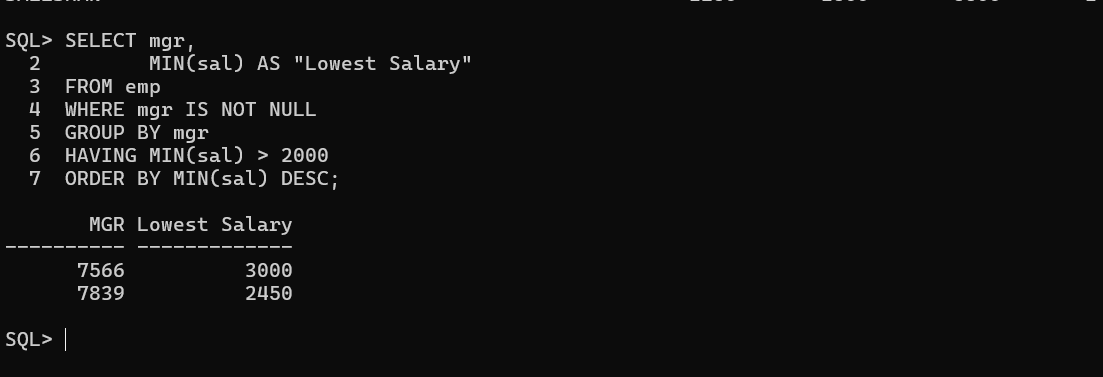 SQL> SELECT mgr,
  2         MIN(sal) AS "Lowest Salary"
  3  FROM emp
  4  WHERE mgr IS NOT NULL
  5  GROUP BY mgr
  6  HAVING MIN(sal) > 2000
  7  ORDER BY MIN(sal) DESC;
       MGR Lowest Salary
---------- -------------
      7566          3000
      7839          2450
SQL>